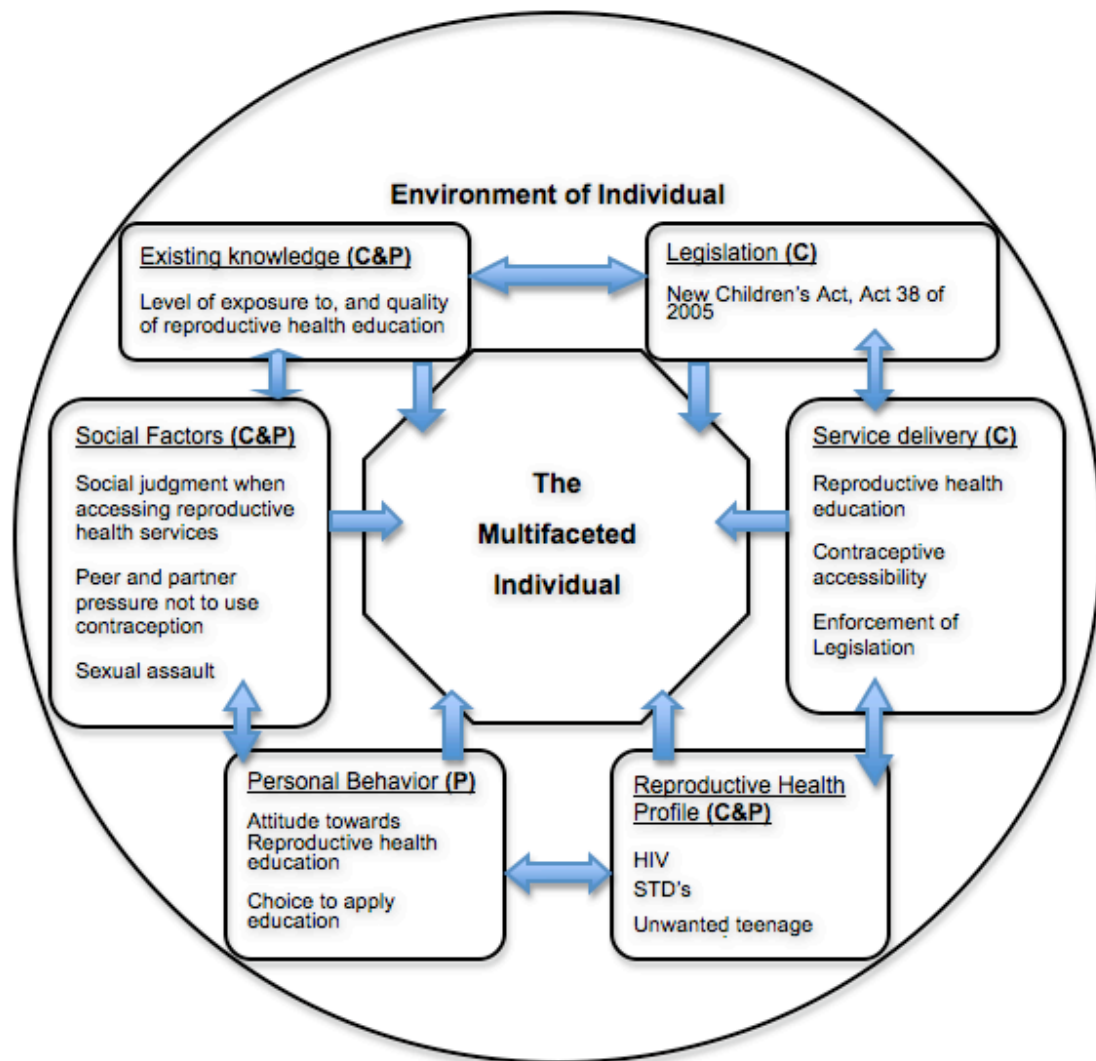 Environment of Individual
Existing knowledge (C&P)
Level of exposure to, and quality
of reproductive health education
Legislation (C)
New Children's Act, Act 38 of
2005
Social Factors (C&P)
Social judgment when
accessing reproductive
health services
Peer and partner
pressure not to use
contraception
Sexual assault
The
Multifaceted
Individual
Service delivery (C)
Reproductive health
education
Contraceptive
accessibility
Enforcement of
Legislation
Personal Behavior (P)
Attitude towards
Reproductive health
education
Choice to apply
education
Reproductive Health
Profile (C&P)
HIV
STD's
Unwanted teenage